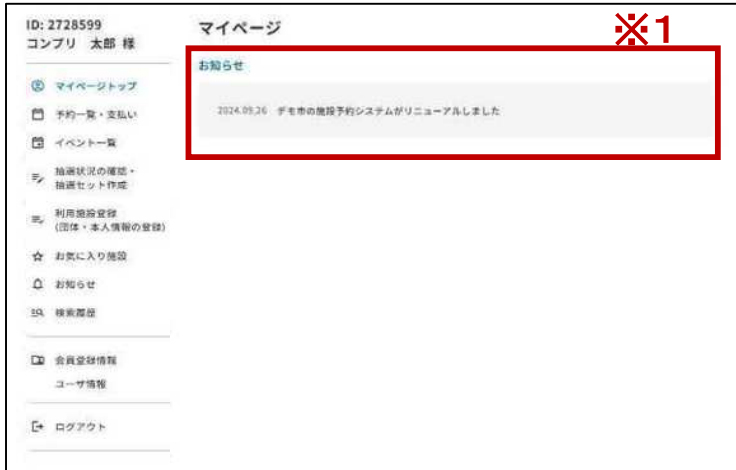 ID: 2728599
コンプリ 太郎 様
マイページトップ
予約一覧・支払い
イベント一覧
抽選状況の確認・
抽選セット作成
利用施設登録
(団体・本人情報の登録)
お気に入り施設
お知らせ
検索履歴
会員登録情報
ユーザ情報
ログアウト
マイページ
※1
お知らせ
2024.09.26 デモ市の施設予約システムがリニューアルしました